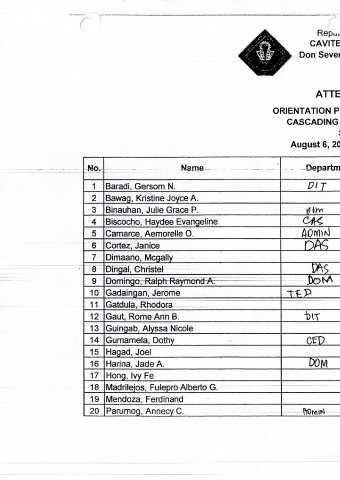 Repu
CAVITE
Don Sever
ATTE
ORIENTATION P
CASCADING
S
August 6, 20
No. Name Departm
1 Baradi, Gersom N. DIT
2 Bawag, Kristine Joyce A.
3 Binauhan, Julie Grace P.
4 Biscocho, Haydee Evangeline CAS
5 Camarce, Aemorelle O. ADMIN
6 Cortez, Janice DAS
7 Dimaano, Mcgally
8 Dingal, Christel DAS
9 Domingo, Ralph Raymond A. DOM
10 Gadaingan, Jerome TED
11 Gatdula, Rhodora
12 Gaut, Rome Ann B. DIT
13 Guingab, Alyssa Nicole
14 Gumamela, Dothy CED
15 Hagad, Joel
16 Harina, Jade A. DOM
17 Hong, Ivy Fe
18 Madrilejos, Fulepro Alberto G.
19 Mendoza, Ferdinand
20 Parumog, Annecy C. Admin